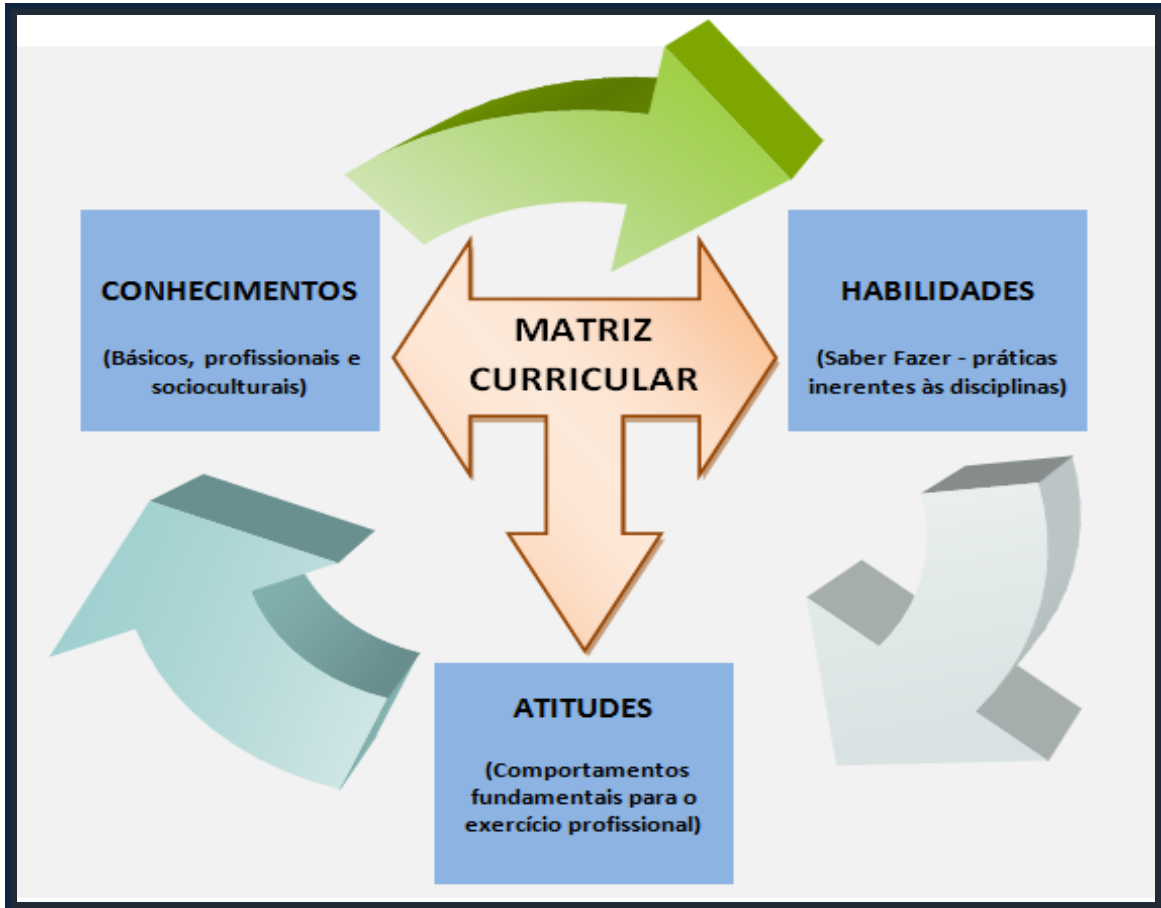 CONHECIMENTOS
(Básicos, profissionais e
socioculturais)
MATRIZ
CURRICULAR
HABILIDADES
(Saber Fazer - práticas
inerentes às disciplinas)
ATITUDES
(Comportamentos
fundamentais para o
exercício profissional)